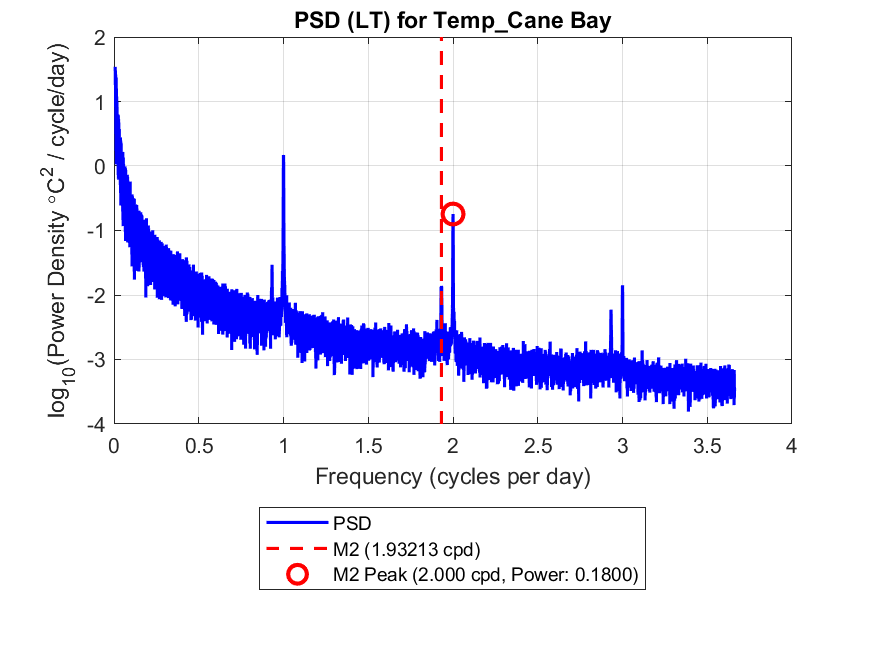 PSD (LT) for Temp_Cane Bay
log10(Power Density °C² / cycle/day)
2
1
0
-1
-2
-3
-4
0 0.5 1 1.5 2 2.5 3 3.5 4
Frequency (cycles per day)
PSD
M2 (1.93213 cpd)
M2 Peak (2.000 cpd, Power: 0.1800)